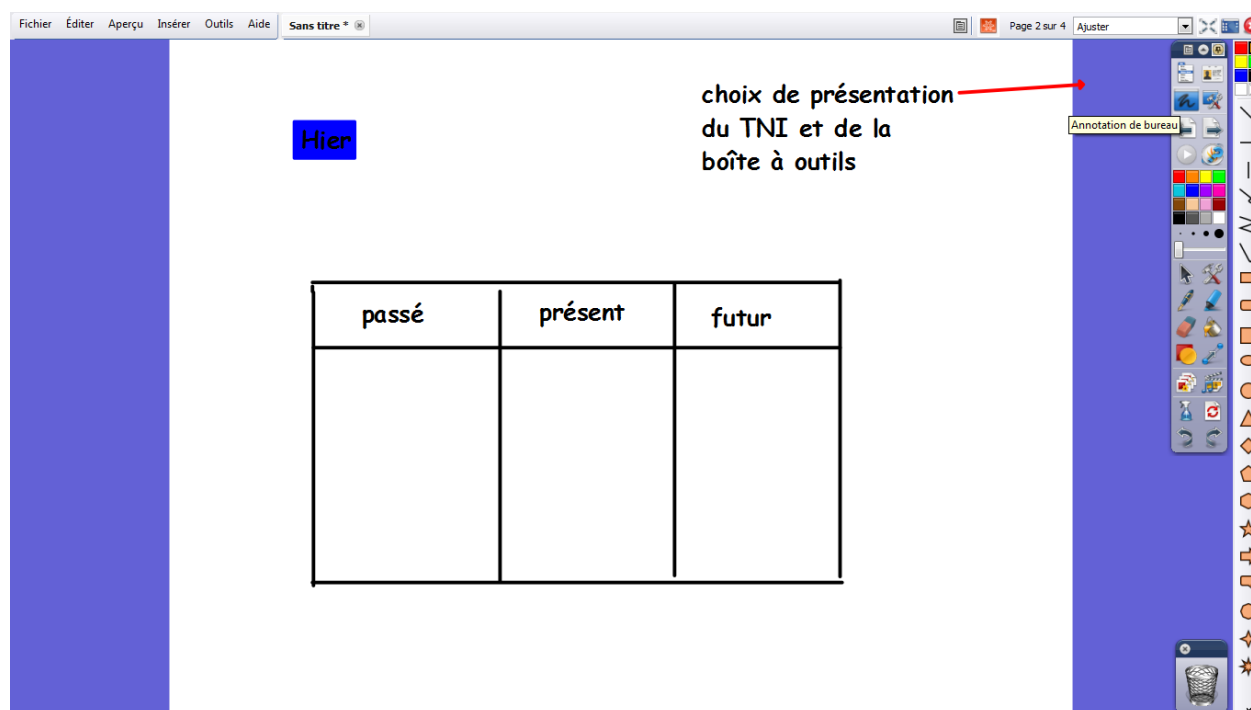 Fichier Éditer Aperçu Insérer Outils Aide Sans titre * Page 2 sur 4 Ajuster
choix de présentation
du TNI et de la
boîte à outils
Annotation de bureau
Hier
passé présent futur